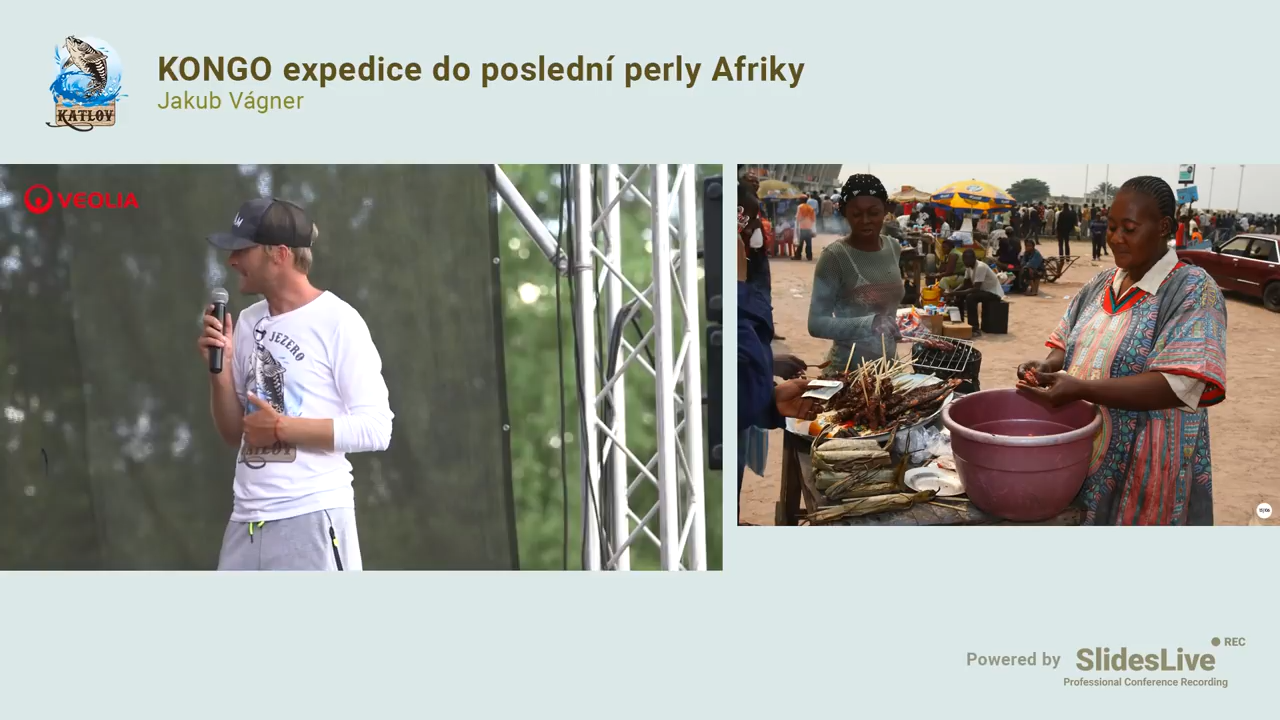 KONGO expedice do poslední perly Afriky
Jakub Vágner
KATLOV
VEOLIA
JEZERO
KATLOV
REC
Powered by SlidesLive
Professional Conference Recording